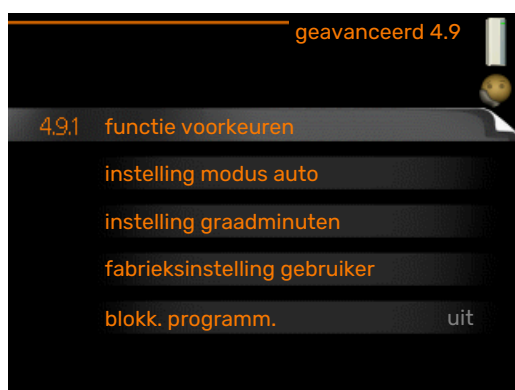 geavanceerd 4.9
4.9.1 functie voorkeuren
instelling modus auto
instelling graadminuten
fabrieksinstelling gebruiker
blokk. programm. uit